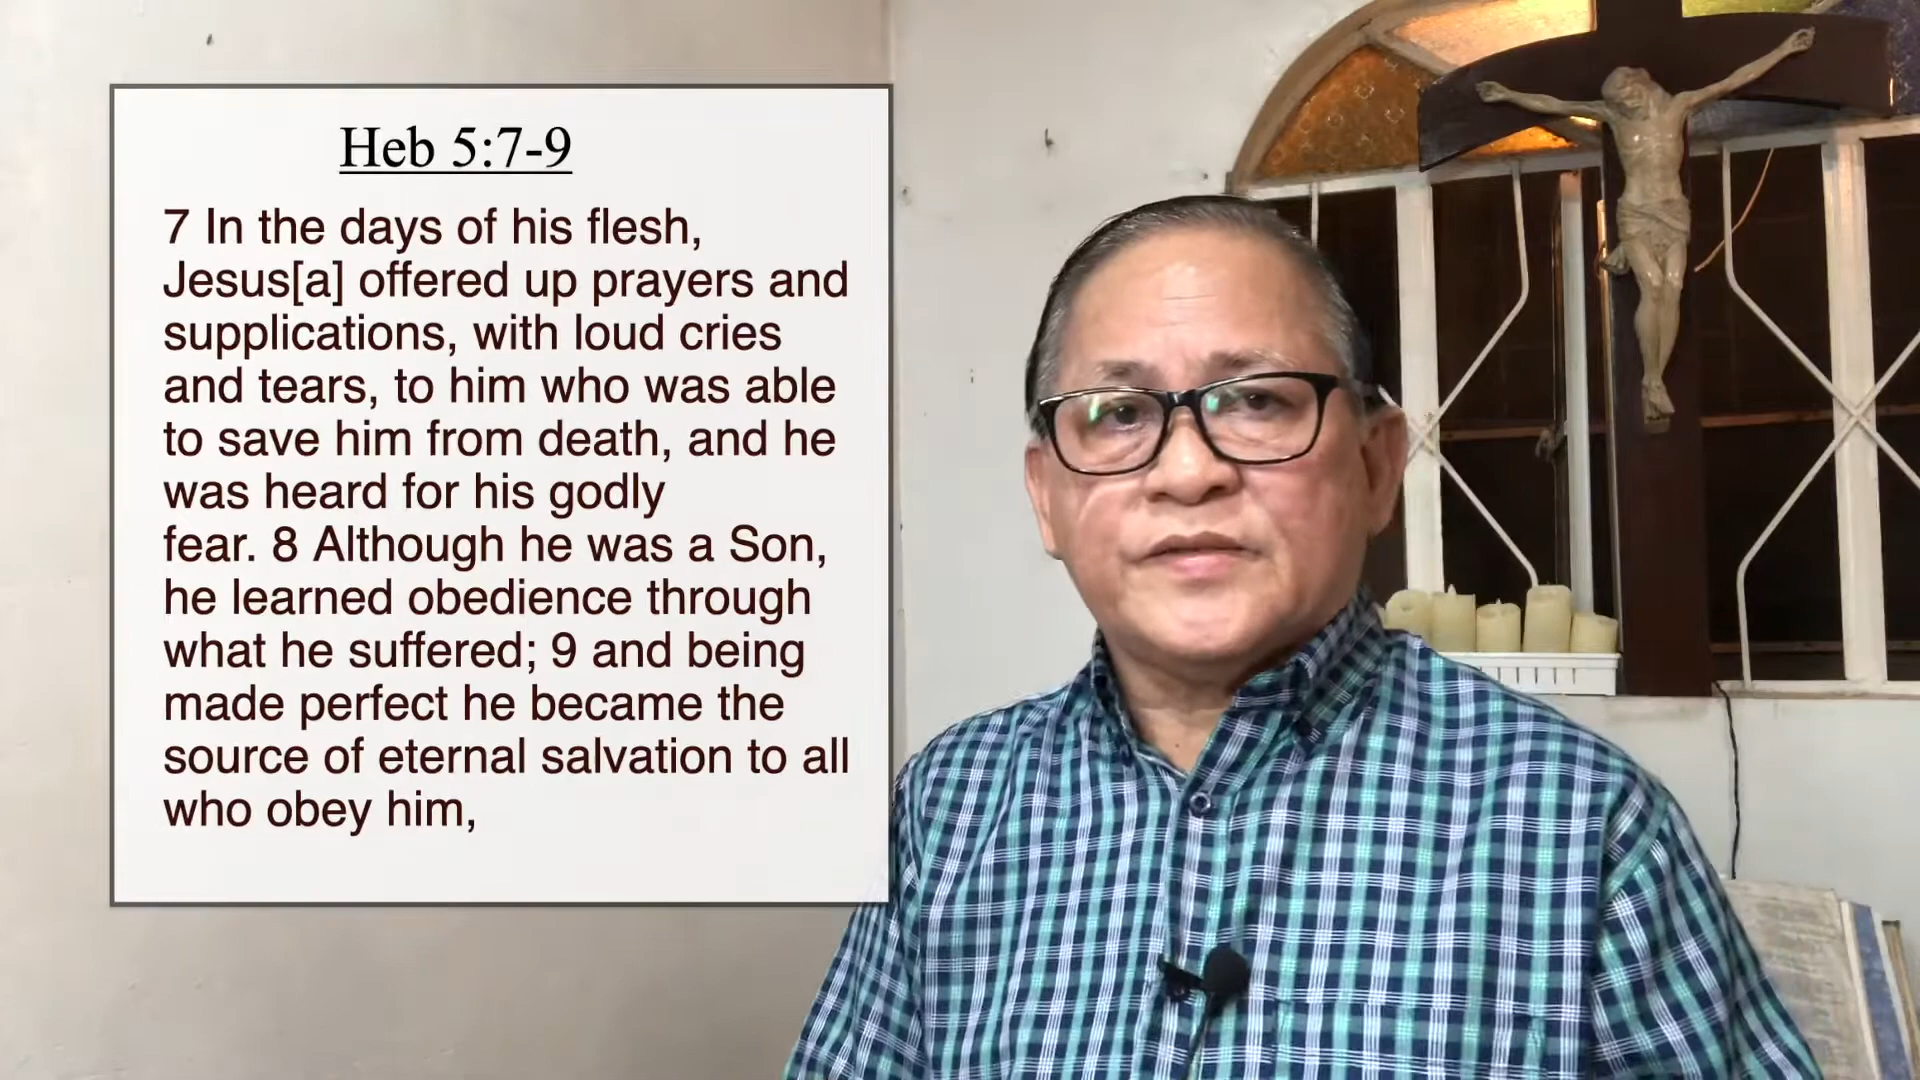 Heb 5:7-9
7 In the days of his flesh,
Jesus[a] offered up prayers and
supplications, with loud cries
and tears, to him who was able
to save him from death, and he
was heard for his godly
fear. 8 Although he was a Son,
he learned obedience through
what he suffered; 9 and being
made perfect he became the
source of eternal salvation to all
who obey him,